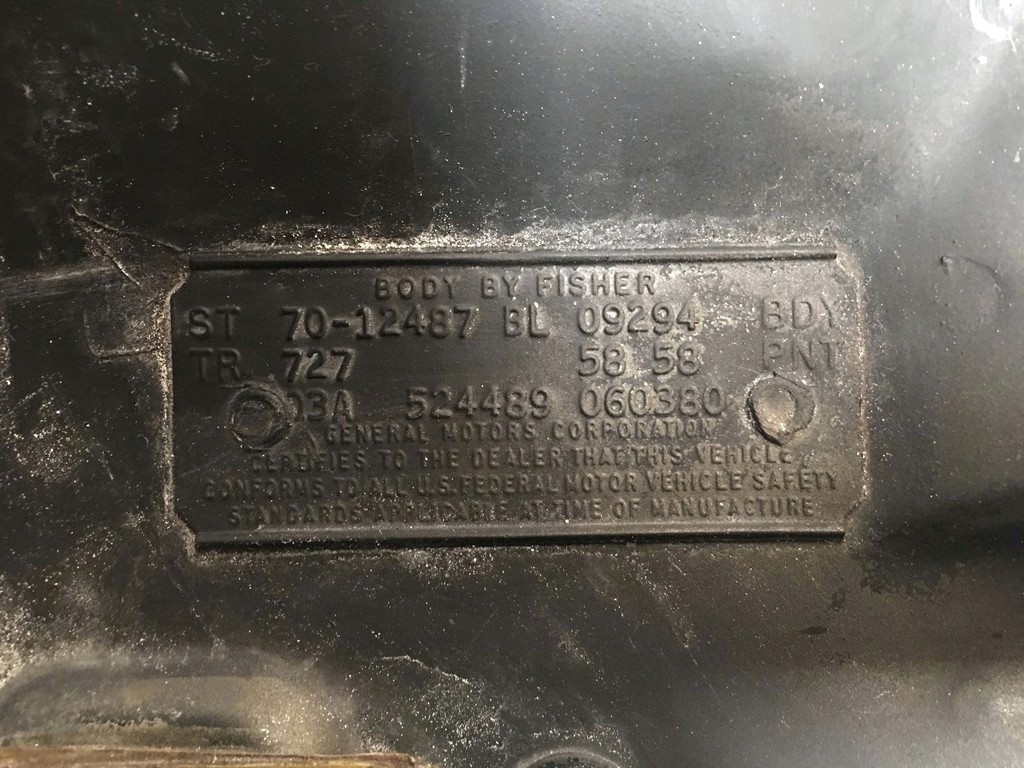 BODY BY FISHER
ST 70-12487 BL 09294 BDY
TR 727 58 58 PNT
03A 524489 060380
GENERAL MOTORS CORPORATION
CERTIFIES TO THE DEALER THAT THIS VEHICLE
CONFORMS TO ALL U.S. FEDERAL MOTOR VEHICLE SAFETY
STANDARDS APPLICABLE AT TIME OF MANUFACTURE